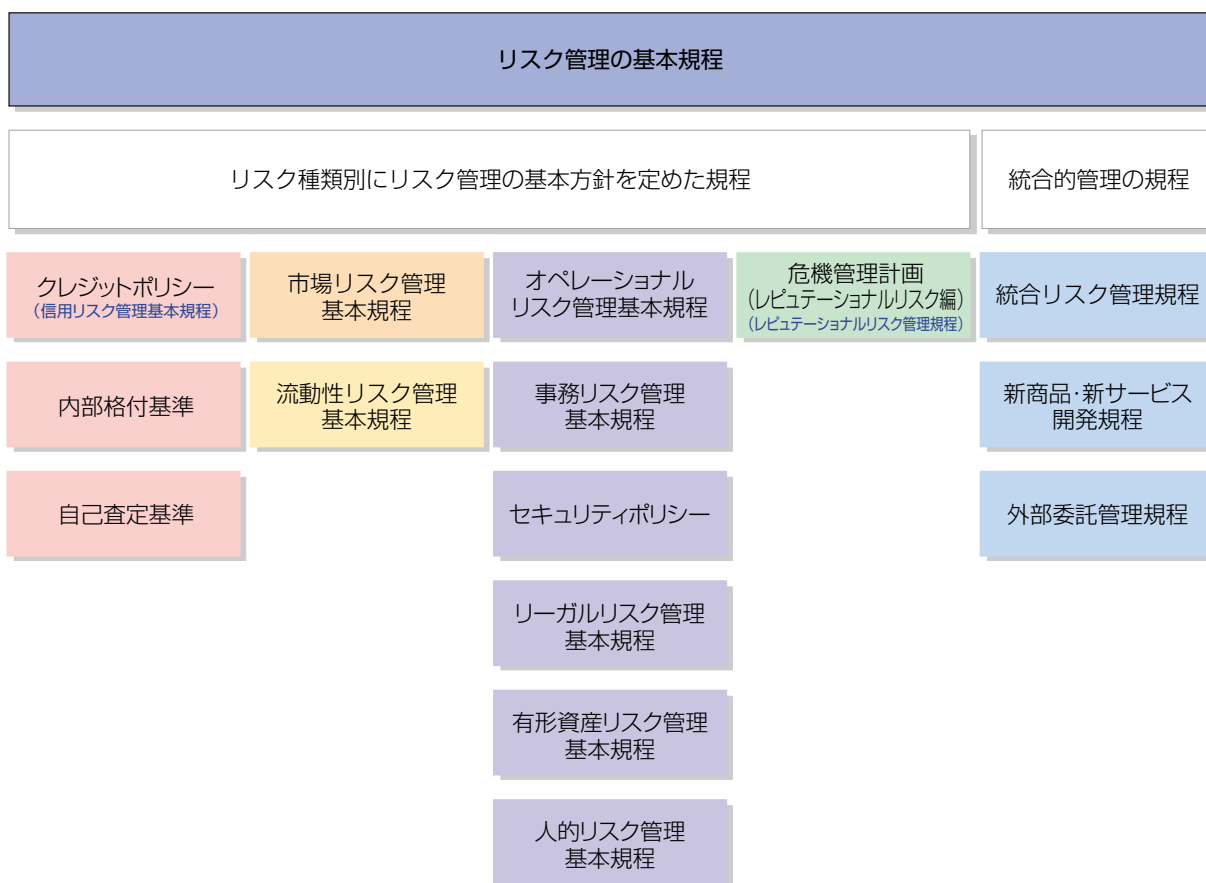 リスク管理の基本規程
リスク種類別にリスク管理の基本方針を定めた規程
統合的管理の規程
クレジットポリシー
(信用リスク管理基本規程)
市場リスク管理
基本規程
オペレーショナル
リスク管理基本規程
危機管理計画
(レピュテーショナルリスク編)
(レピュテーショナルリスク管理規程)
統合リスク管理規程
内部格付基準
流動性リスク管理
基本規程
事務リスク管理
基本規程
新商品・新サービス
開発規程
自己査定基準
セキュリティポリシー
外部委託管理規程
リーガルリスク管理
基本規程
有形資産リスク管理
基本規程
人的リスク管理
基本規程